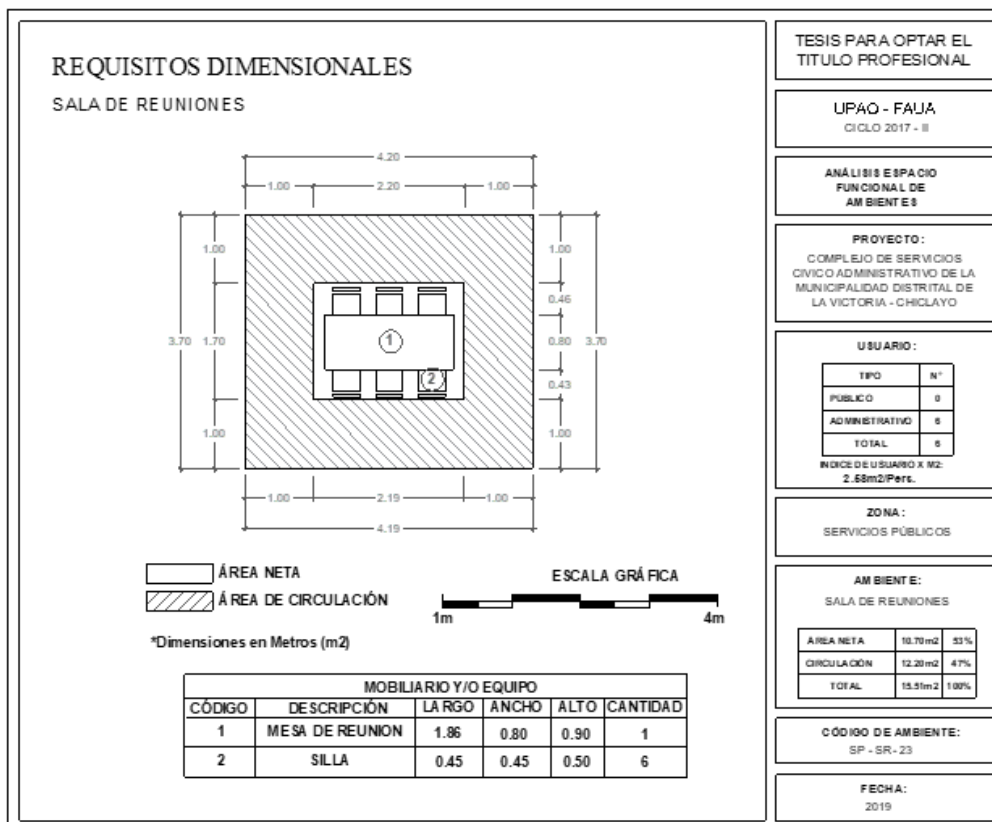 REQUISITOS DIMENSIONALES
SALA DE REUNIONES
4.20
1.00 2.20 1.00
3.70
1.00
1.70
1.00
1
2
1.00
0.46
0.80
0.43
1.00
3.70
1.00 2.19 1.00
4.19
ÁREA NETA
ÁREA DE CIRCULACIÓN
*Dimensiones en Metros (m2)
ESCALA GRÁFICA
1m 4m
MOBILIARIO Y/O EQUIPO
CÓDIGO DESCRIPCIÓN LARGO ANCHO ALTO CANTIDAD
1 MESA DE REUNION 1.86 0.80 0.90 1
2 SILLA 0.45 0.45 0.50 6
TESIS PARA OPTAR EL
TITULO PROFESIONAL
UPAO - FAUA
CICLO 2017 - II
ANÁLISIS ESPACIO
FUNCIONAL DE
AMBIENTES
PROYECTO:
COMPLEJO DE SERVICIOS
CIVICO ADMINISTRATIVO DE LA
MUNICIPALIDAD DISTRITAL DE
LA VICTORIA - CHICLAYO
USUARIO:
TIPO N°
PÚBLICO 0
ADMINISTRATIVO 6
TOTAL 6
INDICE DE USUARIO X M2:
2.58m2/Pers.
ZONA:
SERVICIOS PÚBLICOS
AMBIENTE:
SALA DE REUNIONES
ÁREA NETA 10.70m2 53%
CIRCULACIÓN 12.20m2 47%
TOTAL 15.51m2 100%
CÓDIGO DE AMBIENTE:
SP - SR- 23
FECHA:
2019